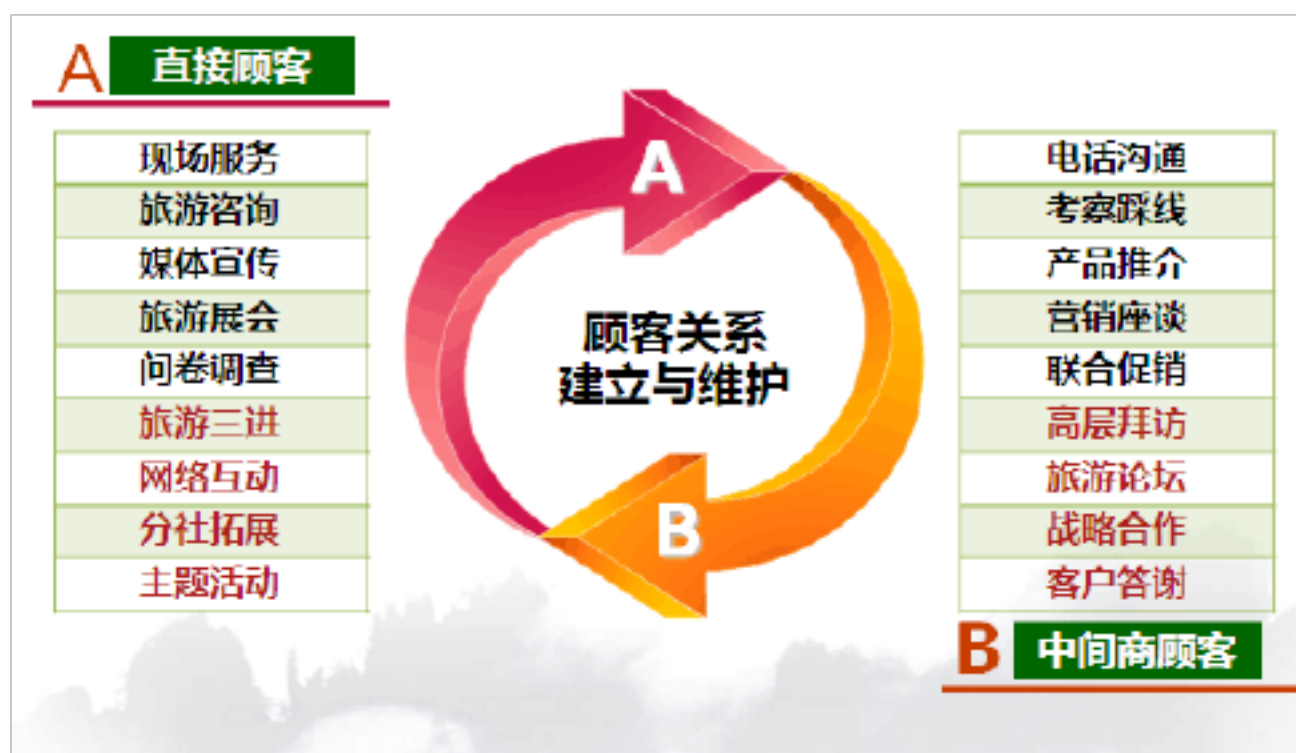 A 直接顾客
现场服务
旅游咨询
媒体宣传
旅游展会
问卷调查
旅游三进
网络互动
分社拓展
主题活动
A
顾客关系
建立与维护
B
电话沟通
考察踩线
产品推介
营销座谈
联合促销
高层拜访
旅游论坛
战略合作
客户答谢
B 中间商顾客